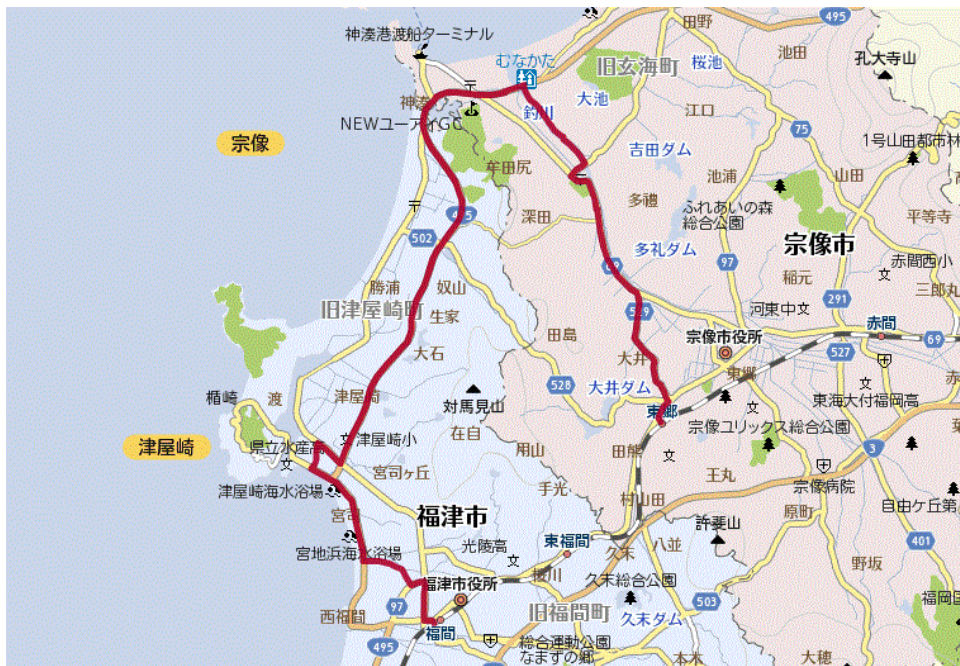 495
田野
池田
神湊港渡船ターミナル
孔大寺山
むなかた
旧玄海町
桜池
大池
神湊
釣川
江口
NEWユーアイGC
75
1号山田都市林
宗像
吉田ダム
牟田尻
池浦
山田
多禮
ふれあいの森
総合公園
深田
平等寺
495
502
多礼ダム
宗像市
赤間西小
97
69
稲元
勝浦
奴山
三郎丸
291
旧津屋崎町
生家
529
河東中
赤間
田島
宗像市役所
69
大石
大井
527
東郷
528
大井ダム
楯崎
渡
津屋崎
対馬見山
東海大付福岡高
東郷
宗像ユリックス総合公園
津屋崎
県立水産高
津屋崎小
在自
用山
田熊
3
宮司ケ丘
王丸
津屋崎海水浴場
手光
宗像病院
自由ケ丘第
村山田
宮司
福津市
許斐山
原町
401
宮地浜海水浴場
光陵高
東福間
久末
八並
野坂
福津市役所
桜川
久末総合公園
97
503
福岡
西福間
旧福間町
久末ダム
福間
495
総合運動公園
なまずの郷
本木
大穂